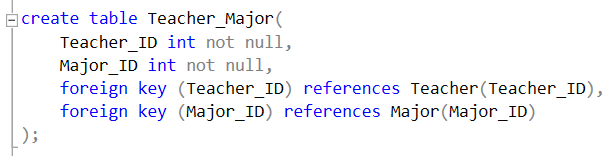 create table Teacher_Major(
Teacher_ID int not null,
Major_ID int not null,
foreign key (Teacher_ID) references Teacher(Teacher_ID),
foreign key (Major_ID) references Major(Major_ID)
);